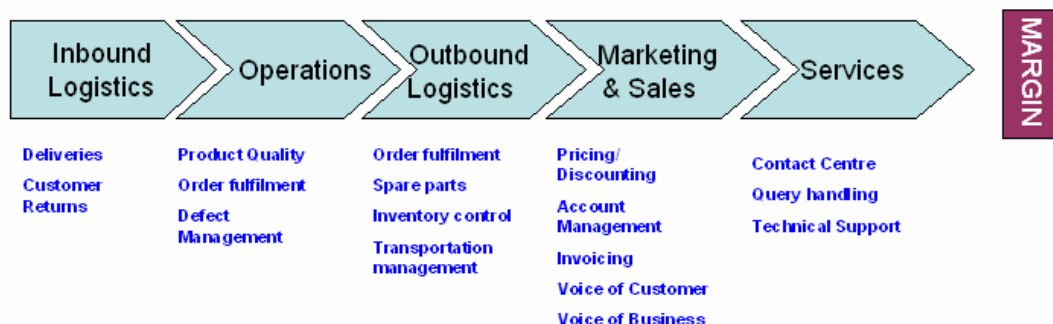 Inbound
Logistics
Operations
Outbound
Logistics
Marketing
& Sales
Services
MARGIN
Deliveries
Customer
Returns
Product Quality
Order fulfilment
Defect
Management
Order fulfilment
Spare parts
Inventory control
Transportation
management
Pricing/
Discounting
Account
Management
Invoicing
Voice of Customer
Voice of Business
Contact Centre
Query handling
Technical Support